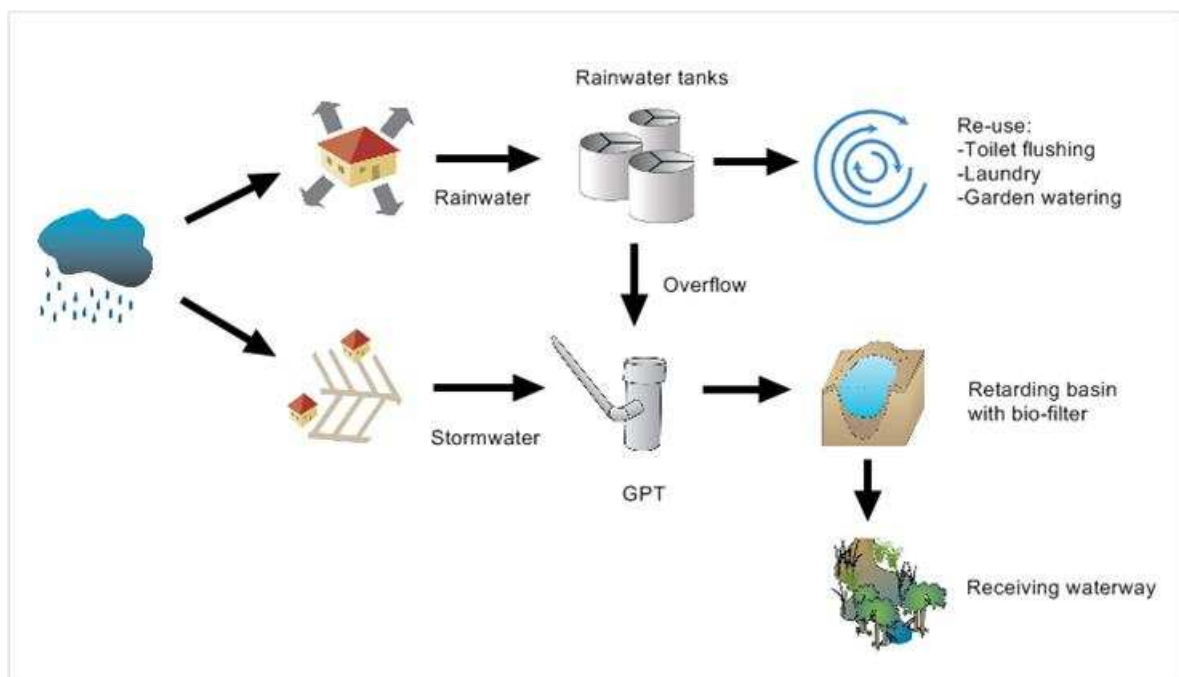 Rainwater tanks
Re-use:
-Toilet flushing
-Laundry
-Garden watering
Rainwater
Overflow
Stormwater
GPT
Retarding basin
with bio-filter
Receiving waterway